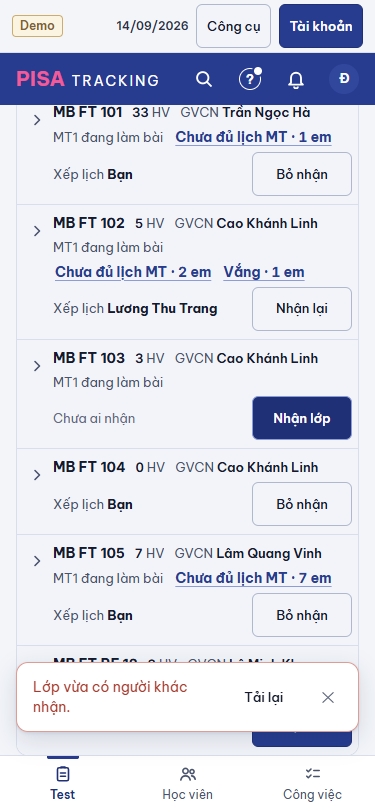 Demo
14/09/2026
Công cụ
Tài khoản
PISA TRACKING
?
Đ
MB FT 101 33 HV GVCN Trần Ngọc Hà
MT1 đang làm bài Chưa đủ lịch MT · 1 em
Xếp lịch Bạn
Bỏ nhận
MB FT 102 5 HV GVCN Cao Khánh Linh
MT1 đang làm bài
Chưa đủ lịch MT · 2 em Vắng · 1 em
Xếp lịch Lương Thu Trang
Nhận lại
MB FT 103 3 HV GVCN Cao Khánh Linh
MT1 đang làm bài
Chưa ai nhận
Nhận lớp
MB FT 104 0 HV GVCN Cao Khánh Linh
Xếp lịch Bạn
Bỏ nhận
MB FT 105 7 HV GVCN Lâm Quang Vinh
MT1 đang làm bài Chưa đủ lịch MT · 7 em
Xếp lịch Bạn
Bỏ nhận
Lớp vừa có người khác
nhận.
Tải lại
Test
Học viên
Công việc